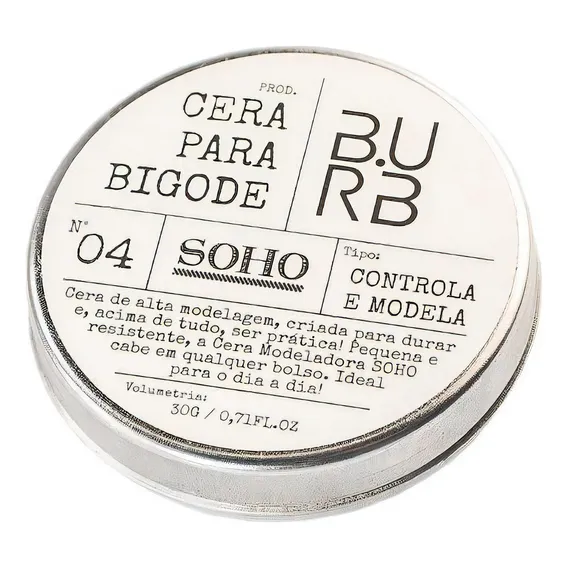 PROD.
CERA
PARA
BIGODE
B.U
RB
N°
04
SOHO
Tipo:
CONTROLA
E MODELA
Cera de alta modelagem, criada para durar
e, acima de tudo, ser prática! Pequena e
resistente, a Cera Modeladora SOHO
cabe em qualquer bolso. Ideal
para o dia a dia!
Volumetria:
30G / 0,71FL.OZ